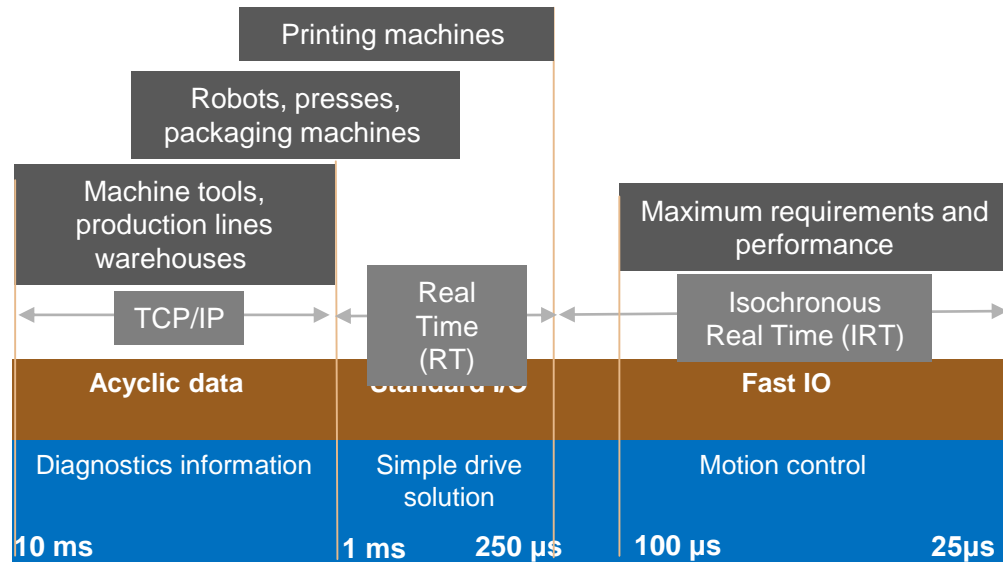 Printing machines
Robots, presses,
packaging machines
Machine tools,
production lines
warehouses
Maximum requirements and
performance
TCP/IP
Real
Time
(RT)
Isochronous
Real Time (IRT)
Acyclic data
Standard I/O
Fast IO
Diagnostics information
Simple drive
solution
Motion control
10 ms
1 ms
250 µs
100 µs
25µs